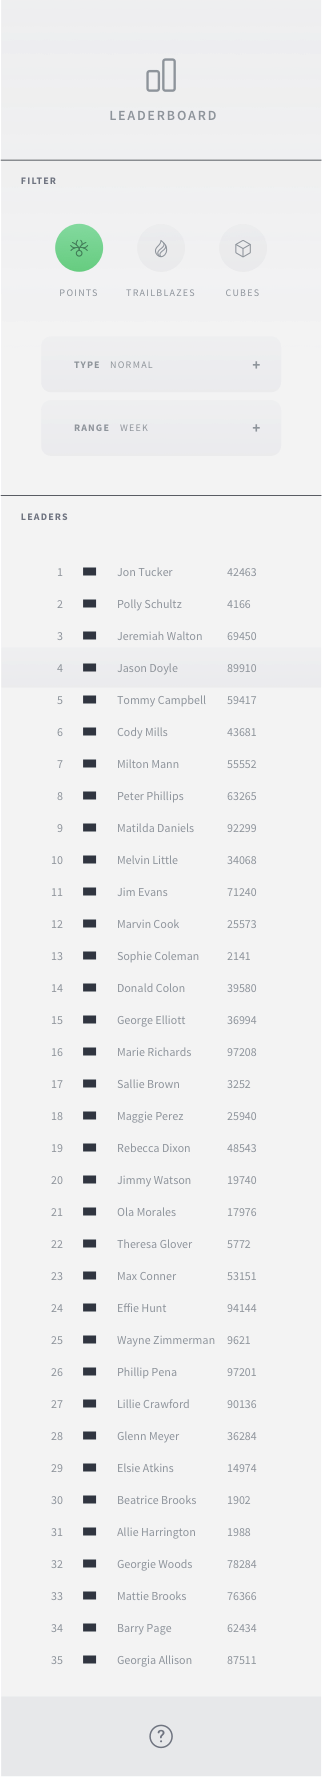 LEADERBOARD
FILTER
POINTS TRAILBLAZES CUBES
TYPE NORMAL +
RANGE WEEK +
LEADERS
1 Jon Tucker 42463
2 Polly Schultz 4166
3 Jeremiah Walton 69450
4 Jason Doyle 89910
5 Tommy Campbell 59417
6 Cody Mills 43681
7 Milton Mann 55552
8 Peter Phillips 63265
9 Matilda Daniels 92299
10 Melvin Little 34068
11 Jim Evans 71240
12 Marvin Cook 25573
13 Sophie Coleman 2141
14 Donald Colon 39580
15 George Elliott 36994
16 Marie Richards 97208
17 Sallie Brown 3252
18 Maggie Perez 25940
19 Rebecca Dixon 48543
20 Jimmy Watson 19740
21 Ola Morales 17976
22 Theresa Glover 5772
23 Max Conner 53151
24 Effie Hunt 94144
25 Wayne Zimmerman 9621
26 Phillip Pena 97201
27 Lillie Crawford 90136
28 Glenn Meyer 36284
29 Elsie Atkins 14974
30 Beatrice Brooks 1902
31 Allie Harrington 1988
32 Georgie Woods 78284
33 Mattie Brooks 76366
34 Barry Page 62434
35 Georgia Allison 87511
?